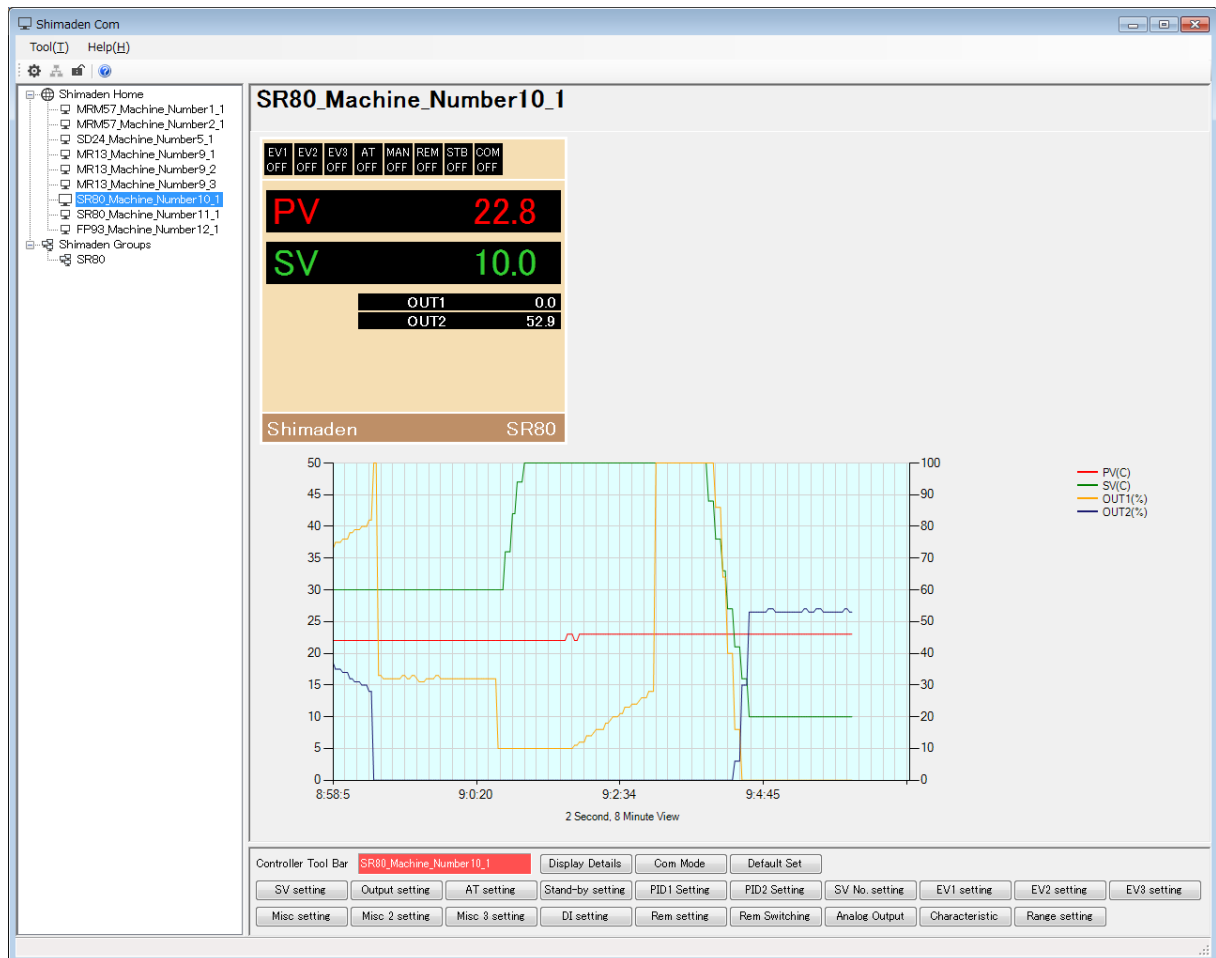 Shimaden Com
Tool(T) Help(H)
Shimaden Home
MRM57_Machine_Number1_1
MRM57_Machine_Number2_1
SD24_Machine_Number5_1
MR13_Machine_Number9_1
MR13_Machine_Number9_2
MR13_Machine_Number9_3
SR80_Machine_Number10_1
SR80_Machine_Number11_1
FP93_Machine_Number12_1
Shimaden Groups
SR80
SR80_Machine_Number10_1
EV1 EV2 EV3 AT MAN REM STB COM
OFF OFF OFF OFF OFF OFF OFF OFF
PV 22.8
SV 10.0
OUT1 0.0
OUT2 52.9
Shimaden SR80
50 100
45 90
40 80
35 70
30 60
25 50
20 40
15 30
10 20
5 10
0 0
8:58:5 9:0:20 9:2:34 9:4:45
2 Second, 8 Minute View
PV(C)
SV(C)
OUT1(%)
OUT2(%)
Controller Tool Bar SR80_Machine_Number10_1 Display Details Com Mode Default Set
SV setting Output setting AT setting Stand-by setting PID1 Setting PID2 Setting SV No. setting EV1 setting EV2 setting EV3 setting
Misc setting Misc 2 setting Misc 3 setting DI setting Rem setting Rem Switching Analog Output Characteristic Range setting